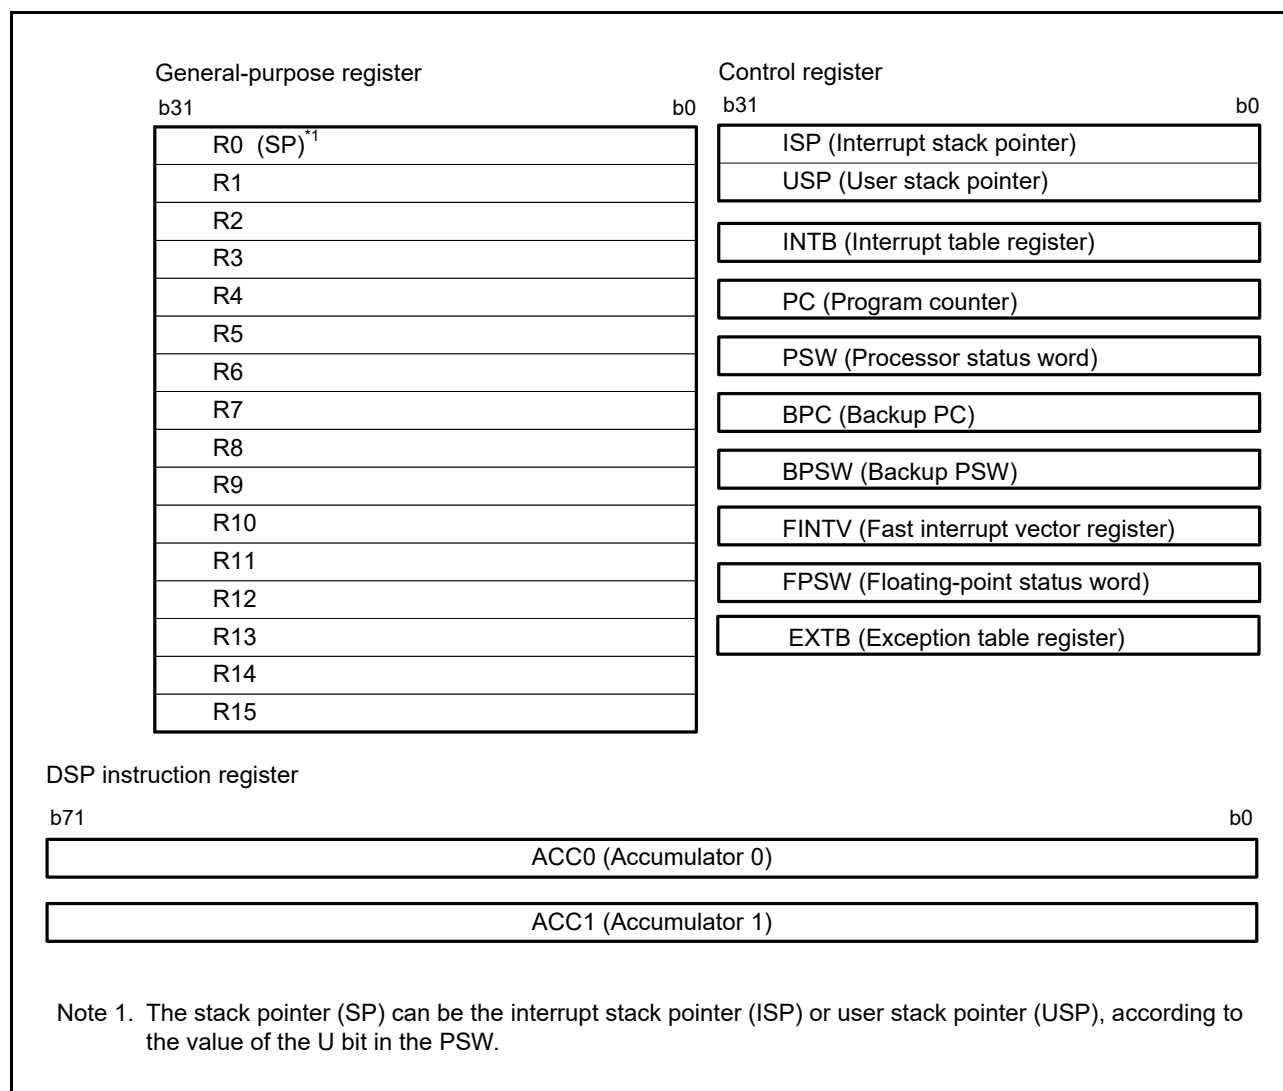 General-purpose register
b31 b0
R0 (SP)*1
R1
R2
R3
R4
R5
R6
R7
R8
R9
R10
R11
R12
R13
R14
R15
Control register
b31 b0
ISP (Interrupt stack pointer)
USP (User stack pointer)
INTB (Interrupt table register)
PC (Program counter)
PSW (Processor status word)
BPC (Backup PC)
BPSW (Backup PSW)
FINTV (Fast interrupt vector register)
FPSW (Floating-point status word)
EXTB (Exception table register)
DSP instruction register
b71 b0
ACC0 (Accumulator 0)
ACC1 (Accumulator 1)
Note 1. The stack pointer (SP) can be the interrupt stack pointer (ISP) or user stack pointer (USP), according to
the value of the U bit in the PSW.